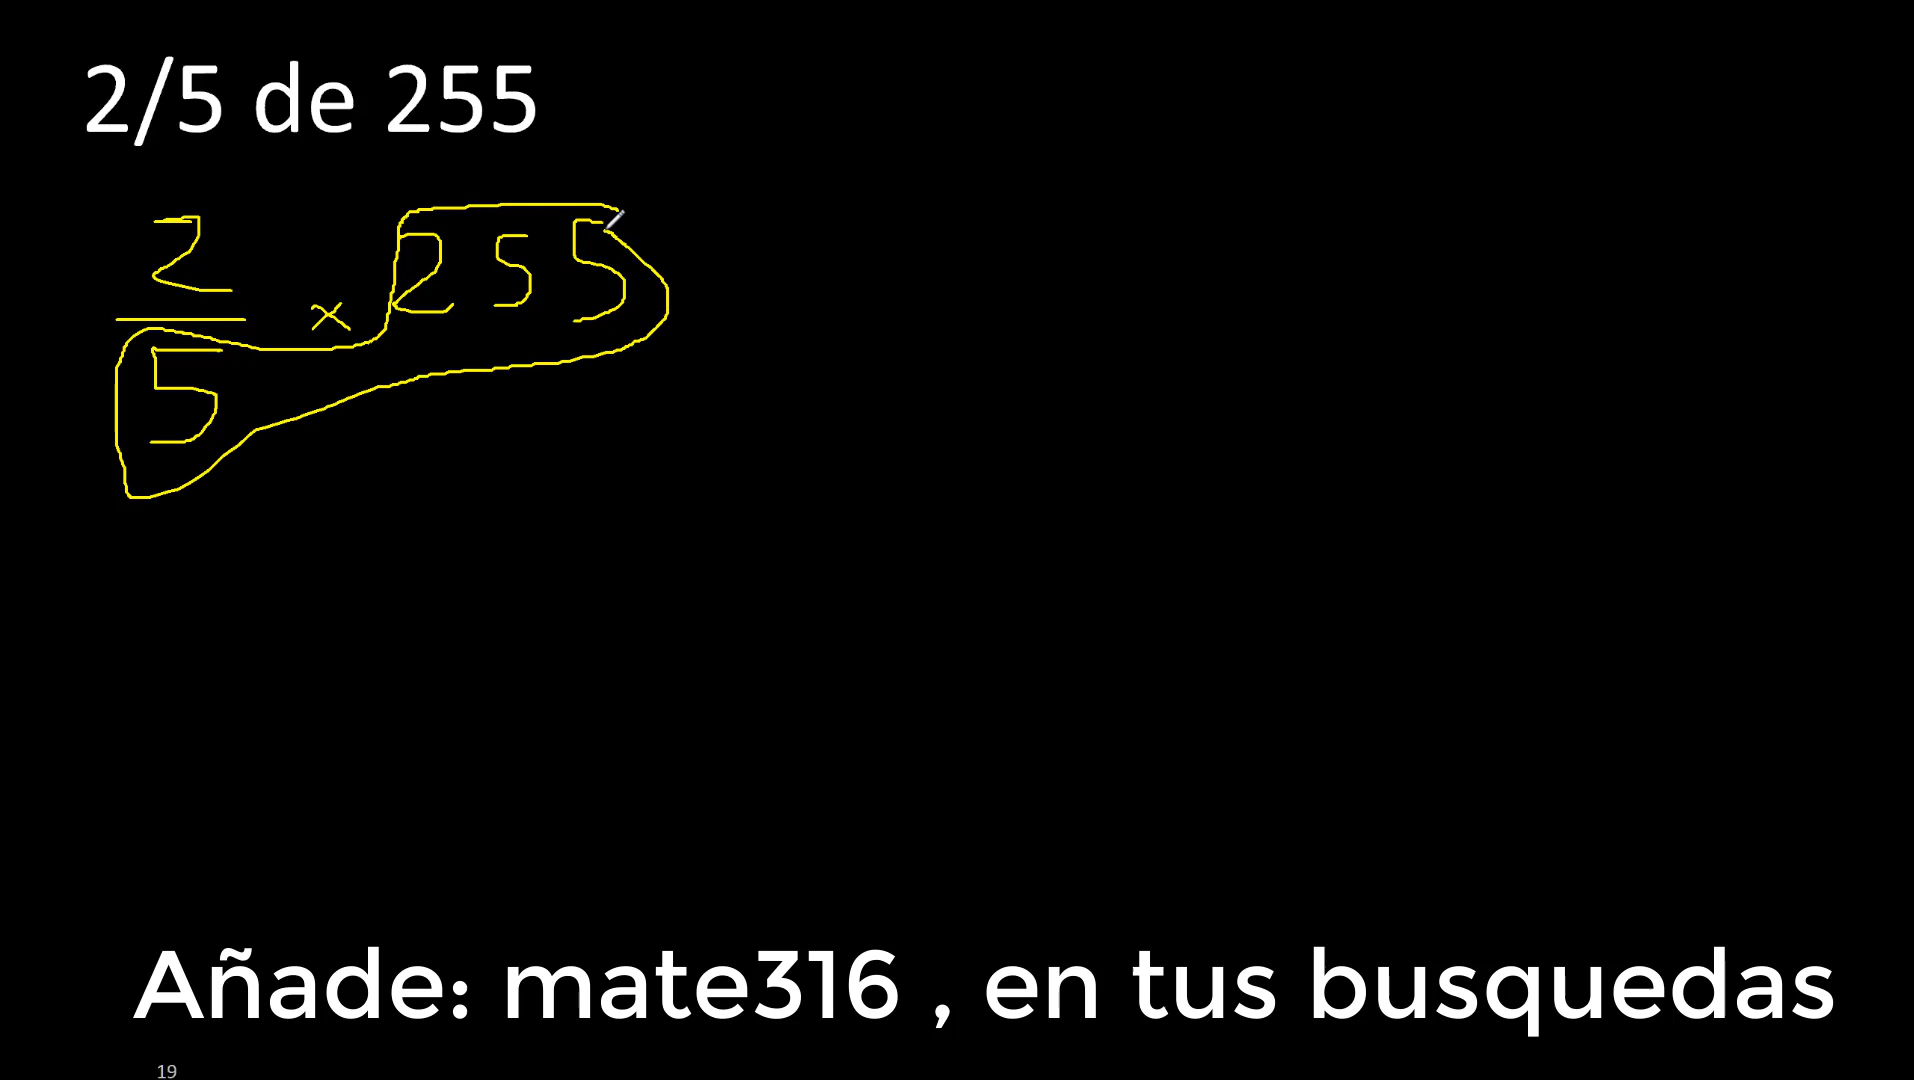 2/5 de 255
2/5 x 255
Añade: mate316 , en tus busquedas
19